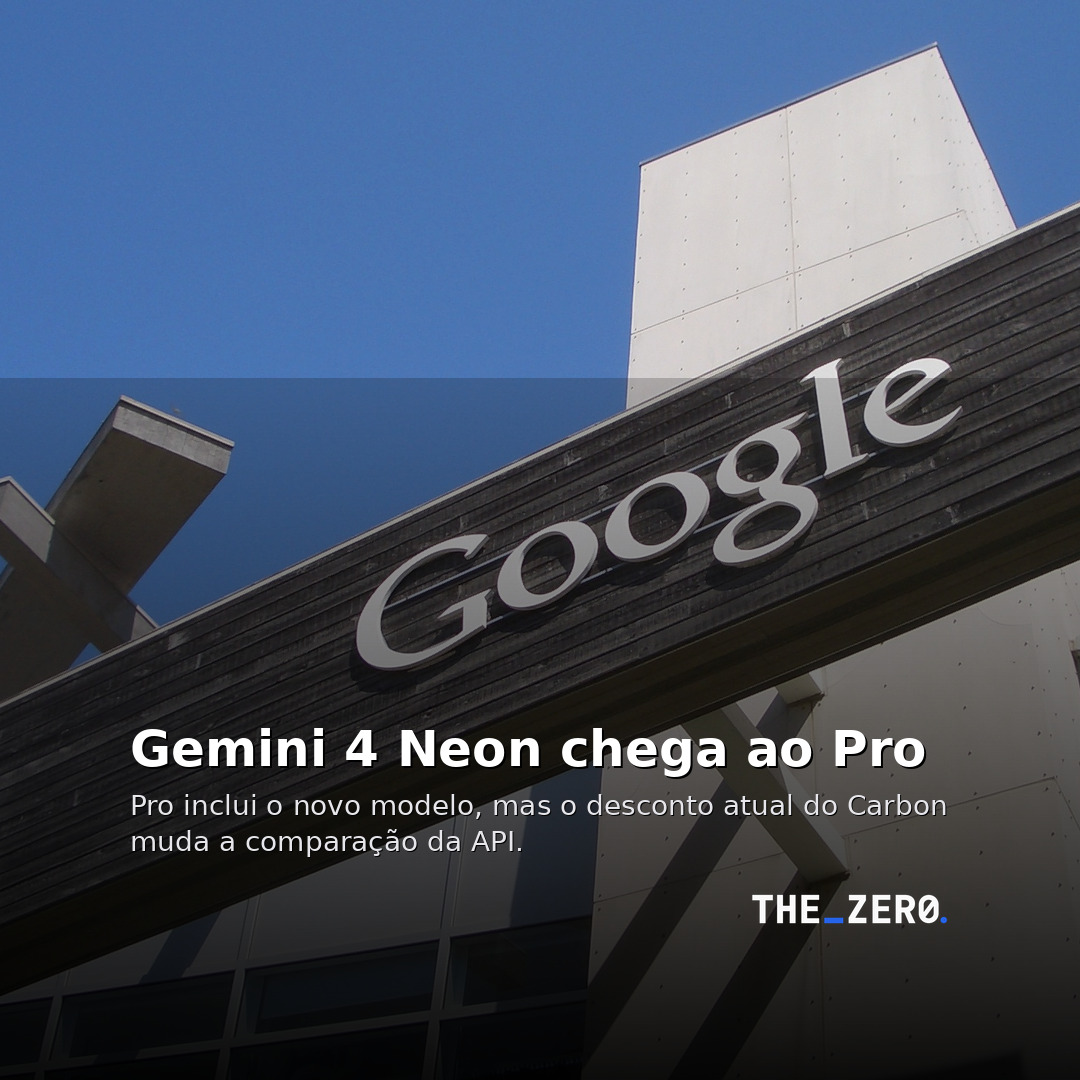 Google
Gemini 4 Neon chega ao Pro
Pro inclui o novo modelo, mas o desconto atual do Carbon
muda a comparação da API.
THE_ZERO.